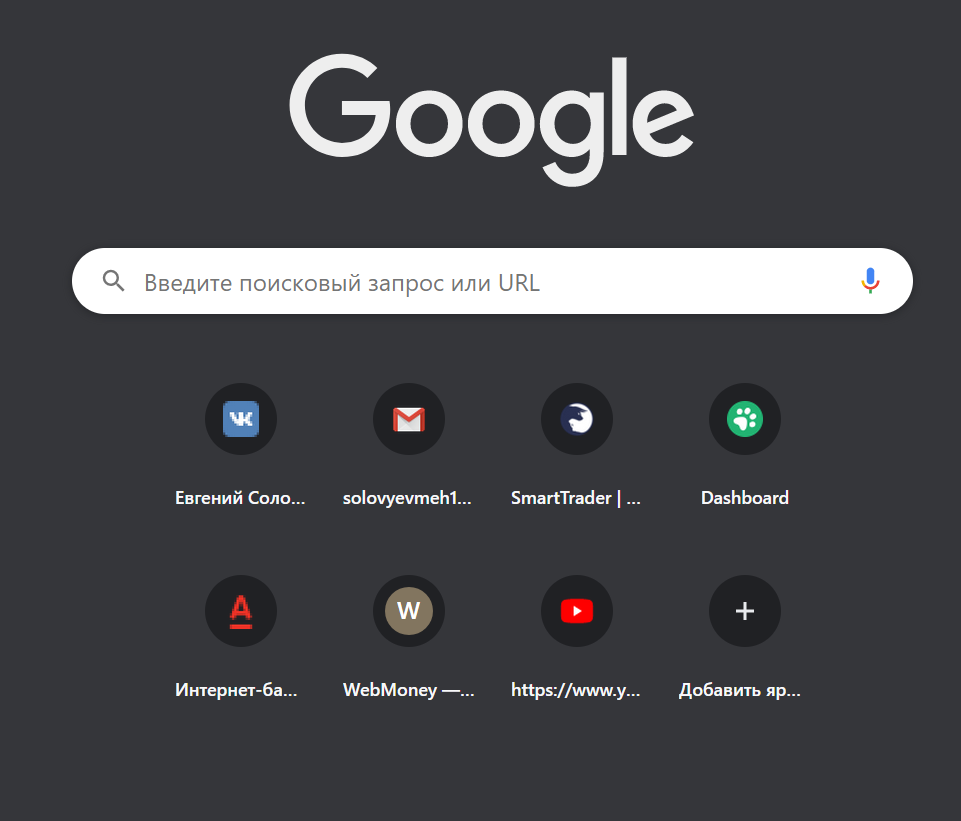 Google
Введите поисковый запрос или URL
Евгений Соло...
solovyevmeh1...
SmartTrader | ...
Dashboard
Интернет-ба...
W
WebMoney —...
https://www.y...
Добавить яр...